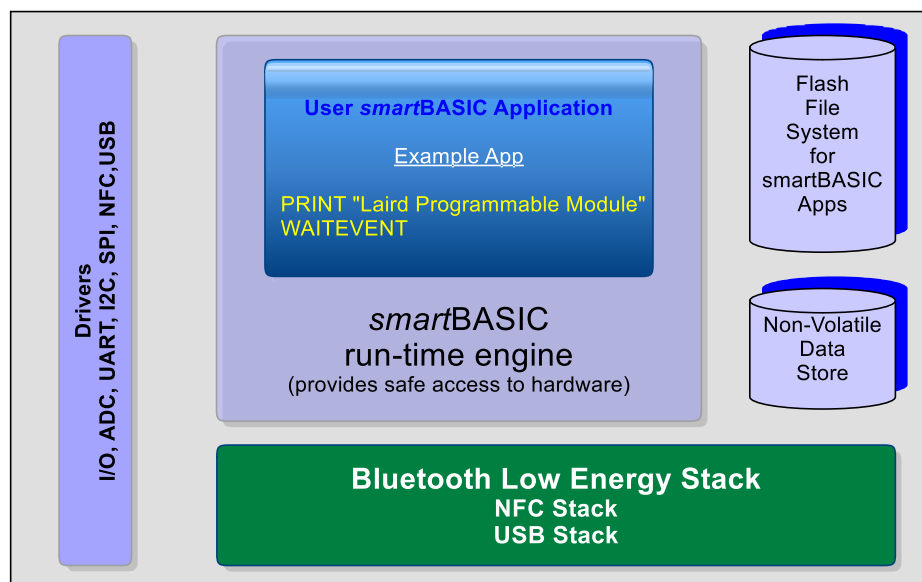 Drivers
I/O, ADC, UART, I2C, SPI, NFC,USB
User smartBASIC Application
Example App
PRINT "Laird Programmable Module"
WAITEVENT
smartBASIC
run-time engine
(provides safe access to hardware)
Flash
File
System
for
smartBASIC
Apps
Non-Volatile
Data
Store
Bluetooth Low Energy Stack
NFC Stack
USB Stack